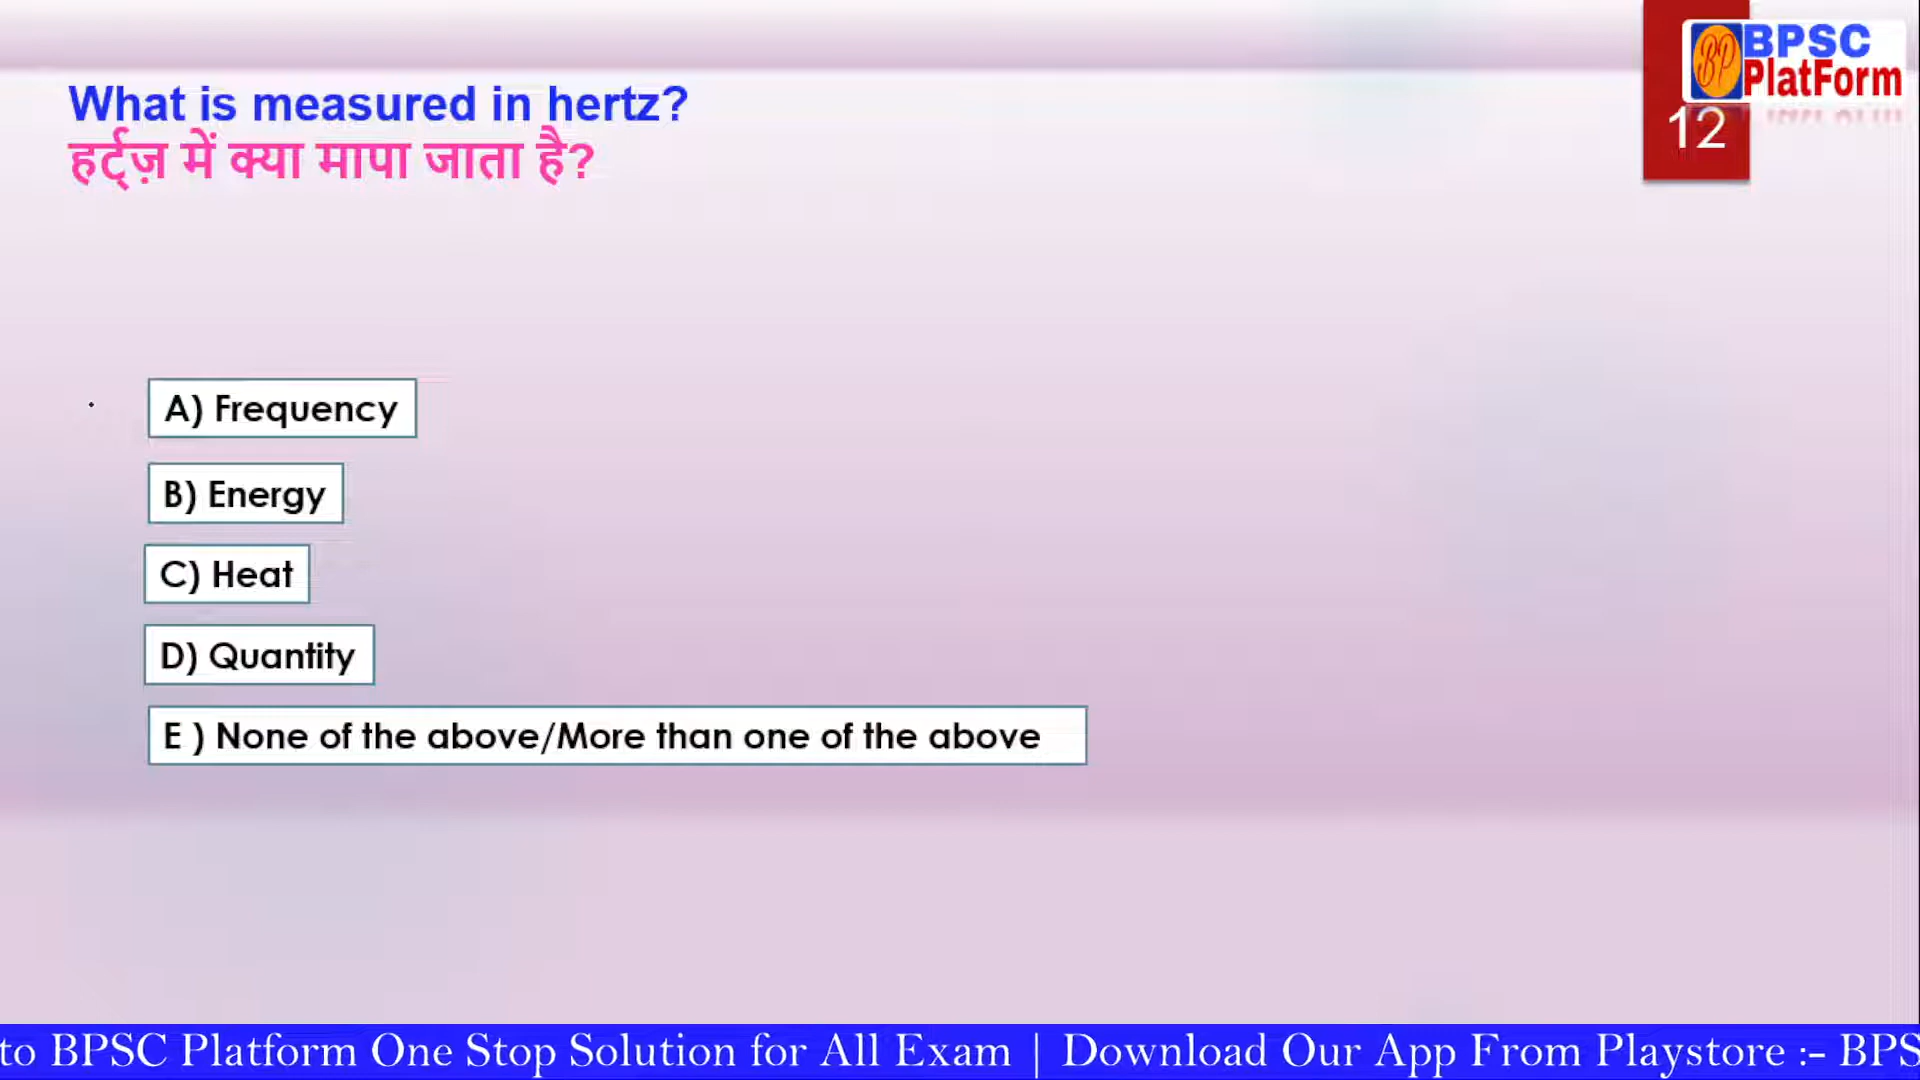 BPSC
PlatForm
12
What is measured in hertz?
हर्ट्ज़ में क्या मापा जाता है?
A) Frequency
B) Energy
C) Heat
D) Quantity
E ) None of the above/More than one of the above
to BPSC Platform One Stop Solution for All Exam | Download Our App From Playstore :- BPS